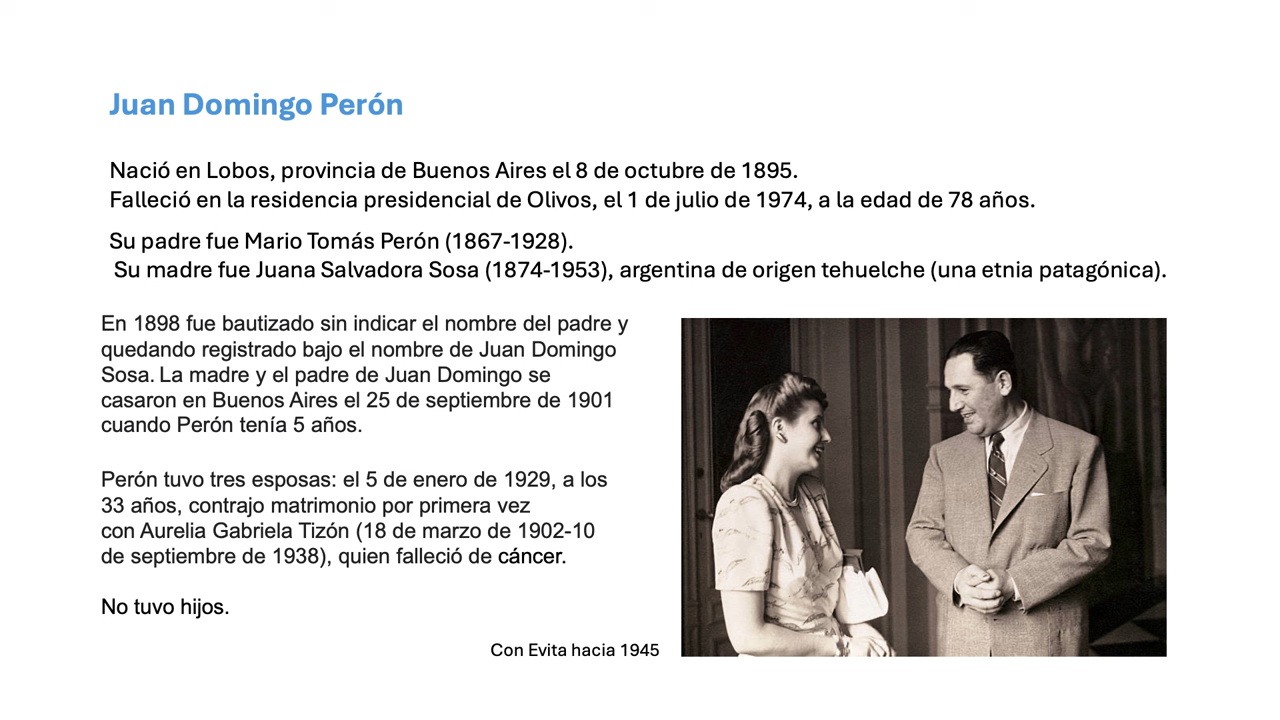 Juan Domingo Perón
Nació en Lobos, provincia de Buenos Aires el 8 de octubre de 1895.
Falleció en la residencia presidencial de Olivos, el 1 de julio de 1974, a la edad de 78 años.
Su padre fue Mario Tomás Perón (1867-1928).
Su madre fue Juana Salvadora Sosa (1874-1953), argentina de origen tehuelche (una etnia patagónica).
En 1898 fue bautizado sin indicar el nombre del padre y
quedando registrado bajo el nombre de Juan Domingo
Sosa. La madre y el padre de Juan Domingo se
casaron en Buenos Aires el 25 de septiembre de 1901
cuando Perón tenía 5 años.
Perón tuvo tres esposas: el 5 de enero de 1929, a los
33 años, contrajo matrimonio por primera vez
con Aurelia Gabriela Tizón (18 de marzo de 1902-10
de septiembre de 1938), quien falleció de cáncer.
No tuvo hijos.
Con Evita hacia 1945